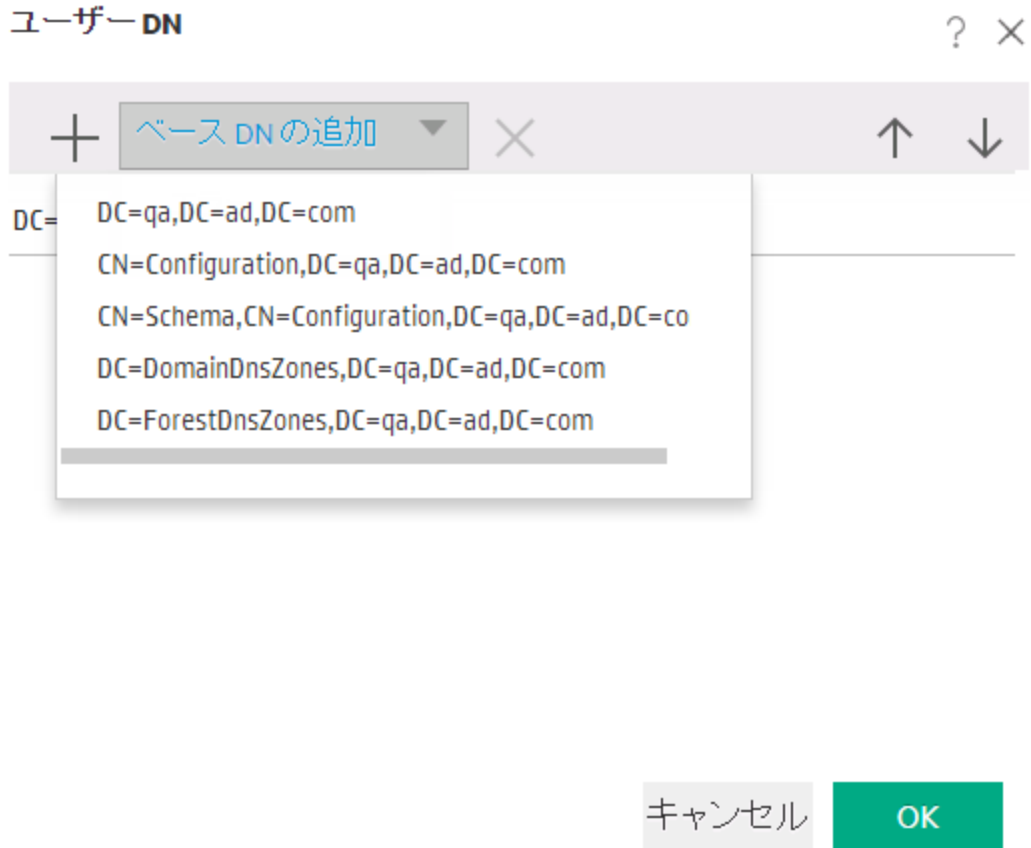 ユーザー DN
?
ベース DN の追加
DC=
DC=qa,DC=ad,DC=com
CN=Configuration,DC=qa,DC=ad,DC=com
CN=Schema,CN=Configuration,DC=qa,DC=ad,DC=co
DC=DomainDnsZones,DC=qa,DC=ad,DC=com
DC=ForestDnsZones,DC=qa,DC=ad,DC=com
キャンセル
OK